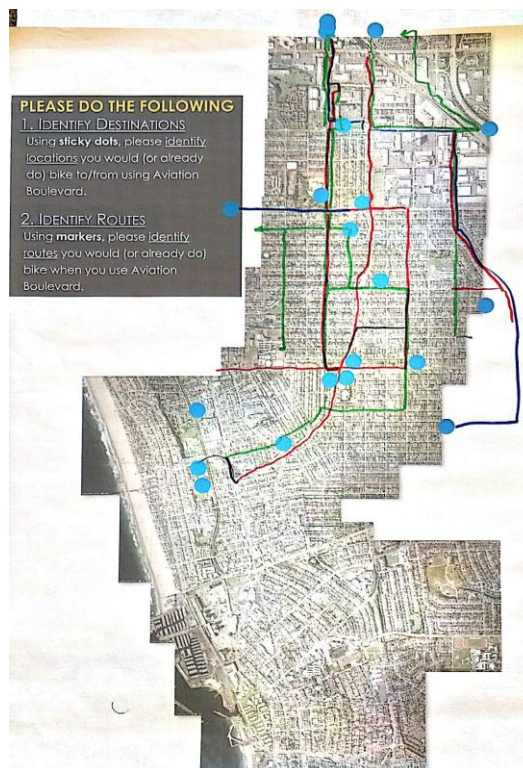 PLEASE DO THE FOLLOWING
1. IDENTIFY DESTINATIONS
Using sticky dots, please identify
locations you would (or already
do) bike to/from using Aviation
Boulevard.
2. IDENTIFY ROUTES
Using markers, please identify
routes you would (or already do)
bike when you use Aviation
Boulevard.